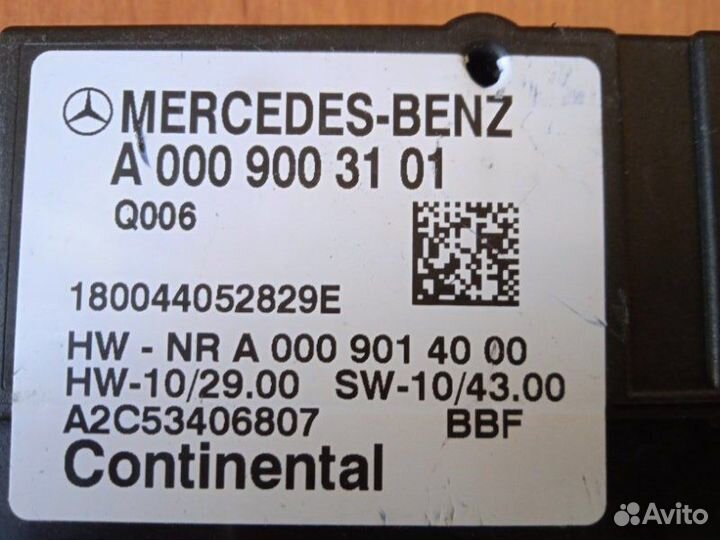 MERCEDES-BENZ
A 000 900 31 01
Q006
180044052829E
HW - NR A 000 901 40 00
HW-10/29.00 SW-10/43.00
A2C53406807 BBF
Continental
Avito